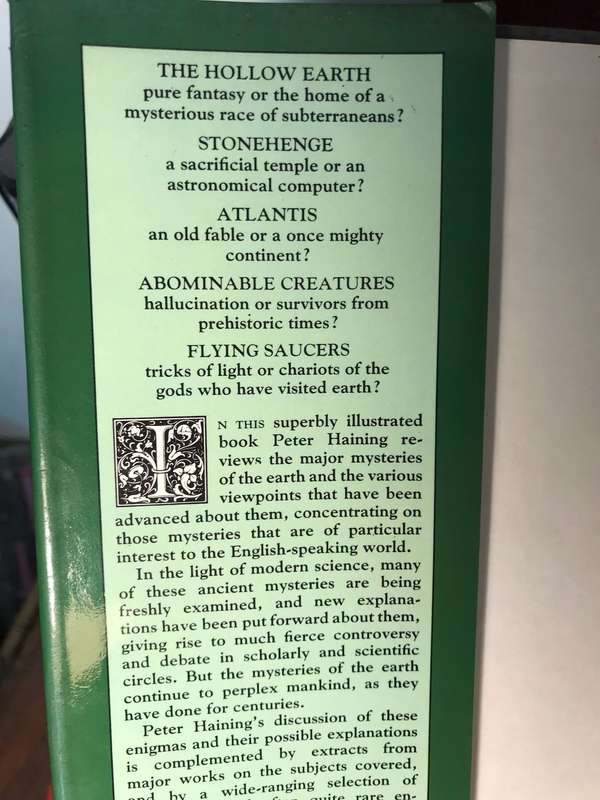 THE HOLLOW EARTH
pure fantasy or the home of a
mysterious race of subterraneans?
STONEHENGE
a sacrificial temple or an
astronomical computer?
ATLANTIS
an old fable or a once mighty
continent?
ABOMINABLE CREATURES
hallucination or survivors from
prehistoric times?
FLYING SAUCERS
tricks of light or chariots of the
gods who have visited earth?
IN THIS superbly illustrated
book Peter Haining re-
views the major mysteries
of the earth and the various
viewpoints that have been
advanced about them, concentrating on
those mysteries that are of particular
interest to the English-speaking world.
In the light of modern science, many
of these ancient mysteries are being
freshly examined, and new explana-
tions have been put forward about them,
giving rise to much fierce controversy
and debate in scholarly and scientific
circles. But the mysteries of the earth
continue to perplex mankind, as they
have done for centuries.
Peter Haining's discussion of these
enigmas and their possible explanations
is complemented by extracts from
major works on the subjects covered,
and by a wide-ranging selection of
quite rare en-